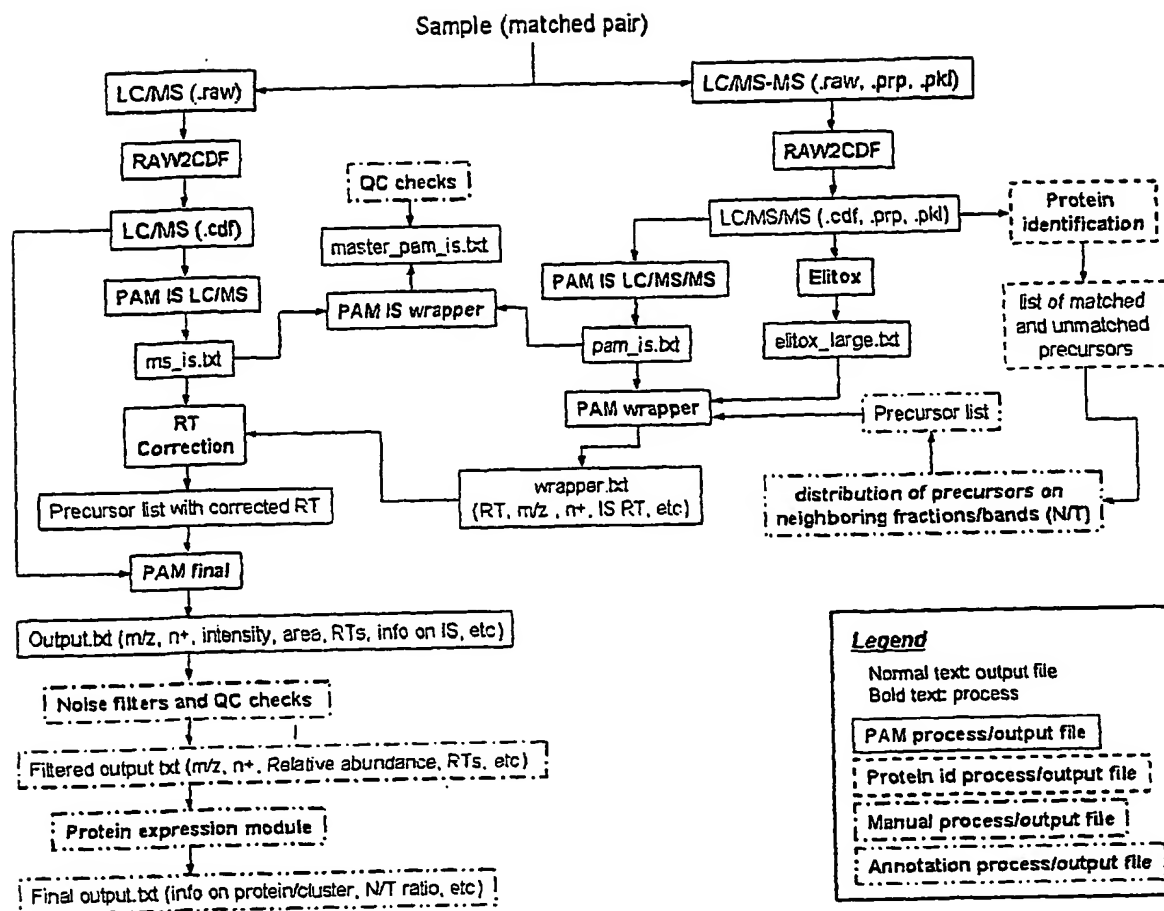 Sample (matched pair)
LC/MS (.raw)
LC/MS-MS (.raw, .prp, .pkl)
RAW2CDF
RAW2CDF
QC checks
LC/MS (.cdf)
LC/MS/MS (.cdf, .prp, .pkl)
Protein
identification
master_pam_is.txt
PAM IS LC/MS
PAM IS wrapper
PAM IS LC/MS/MS
Elitox
list of matched
and unmatched
precursors
ms_is.txt
pam_is.txt
elitox_large.txt
RT
Correction
PAM wrapper
Precursor list
wrapper.txt
(RT, m/z , n+, IS RT, etc)
distribution of precursors on
neighboring fractions/bands (N/T)
Precursor list with corrected RT
PAM final
Output.txt (m/z, n+, intensity, area, RTs, info on IS, etc)
Noise filters and QC checks
Filtered output txt (m/z, n+, Relative abundance, RTs, etc)
Protein expression module
Final output.txt (info on protein/cluster, N/T ratio, etc)
Legend
Normal text: output file
Bold text: process
PAM process/output file
Protein id process/output file
Manual process/output file
Annotation process/output file